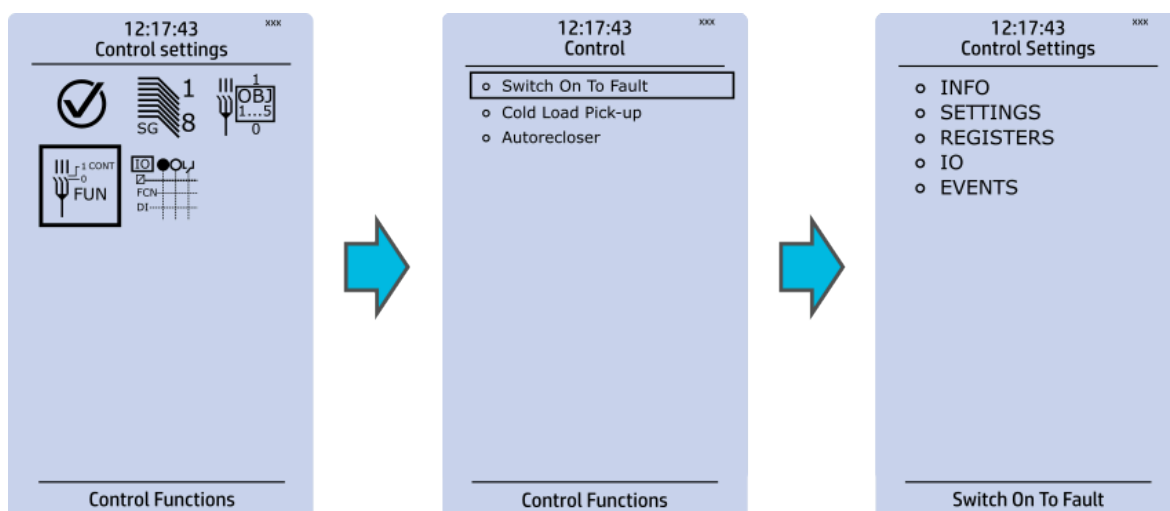 12:17:43 xxx
Control settings
1
SG 8
1
OBJ
1...5
0
1 CONT
0
FUN
IO
FCN
DI
Control Functions
12:17:43 xxx
Control
Switch On To Fault
Cold Load Pick-up
Autorecloser
Control Functions
12:17:43 xxx
Control Settings
INFO
SETTINGS
REGISTERS
IO
EVENTS
Switch On To Fault